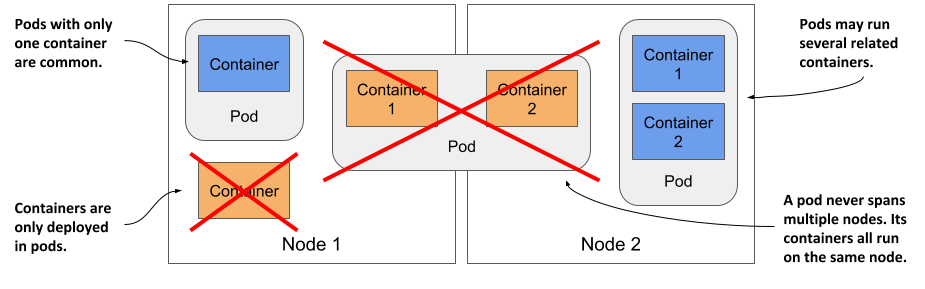 Pods with only
one container
are common.
Container
Pod
Container
Containers are
only deployed
in pods.
Node 1
Container
1
Container
2
Pod
Container
1
Container
2
Pod
Node 2
Pods may run
several related
containers.
A pod never spans
multiple nodes. Its
containers all run
on the same node.